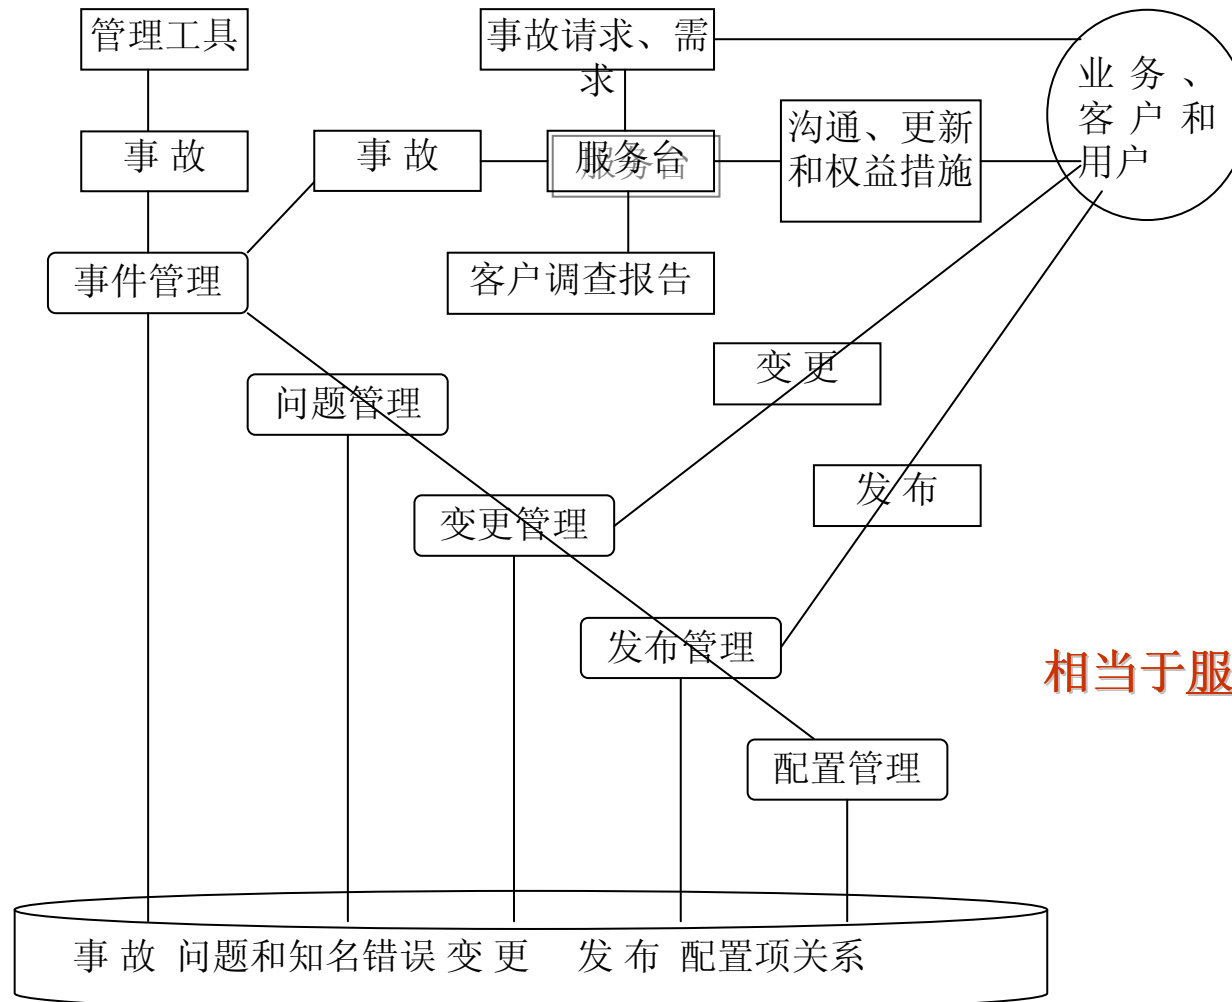 管理工具
事故请求、需
求
业 务 、
客 户 和
用户
事 故
事 故
服务台
沟通、更新
和权益措施
事件管理
客户调查报告
变 更
问题管理
发 布
变更管理
发布管理
相当于服
配置管理
事 故 问题和知名错误 变 更 发 布 配置项关系